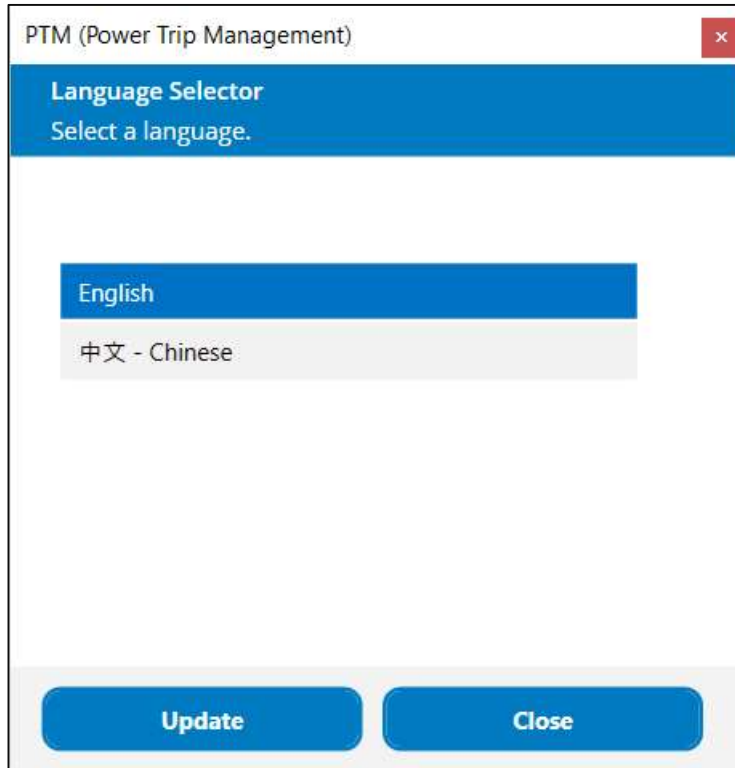 PTM (Power Trip Management)
Language Selector
Select a language.
English
中文 - Chinese
Update
Close